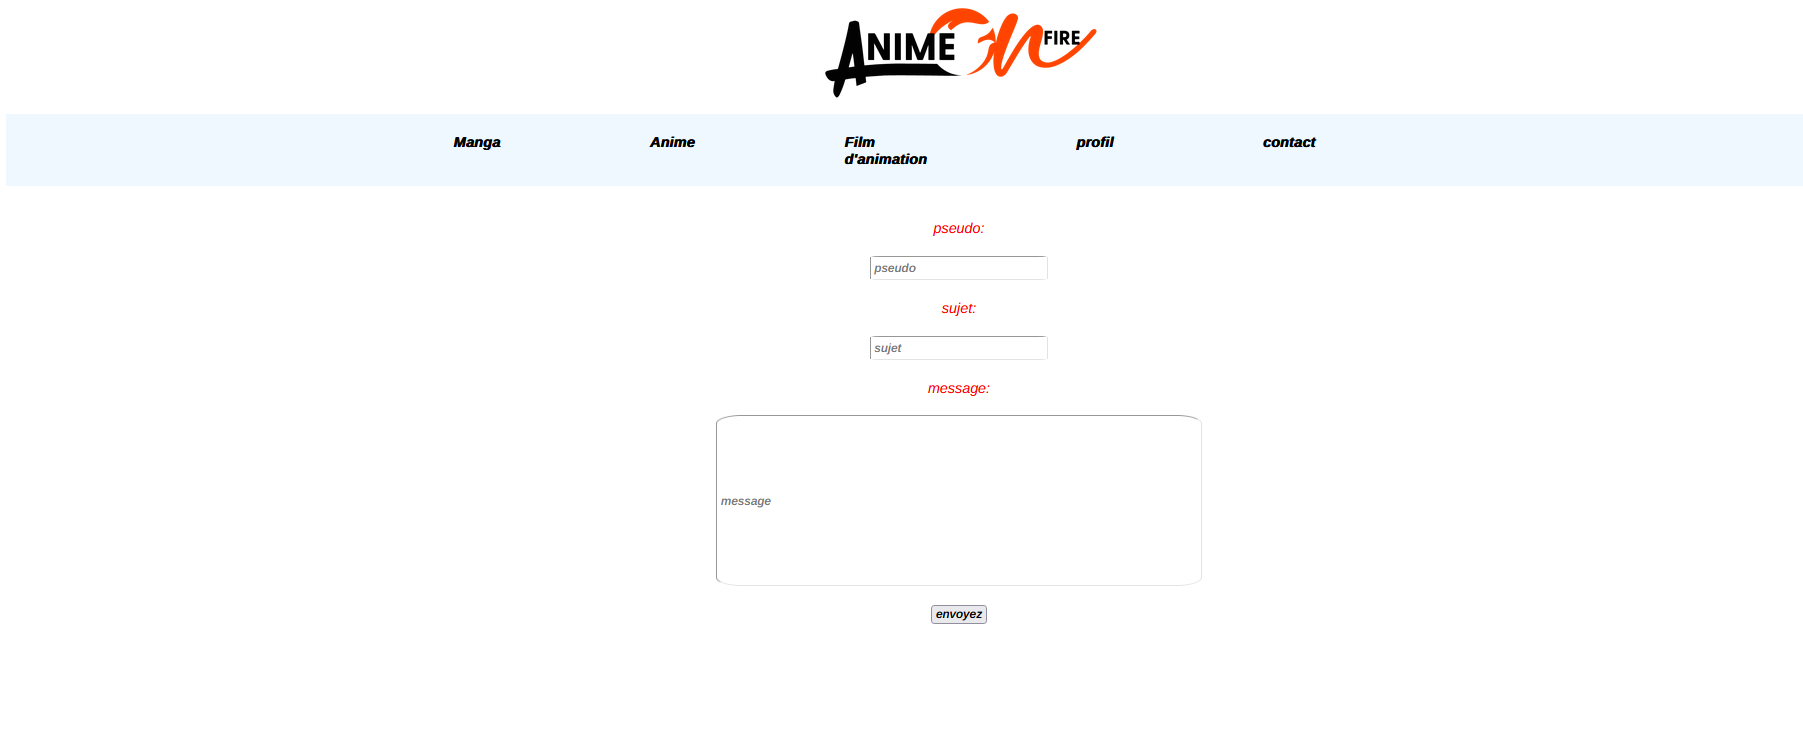 ANIME On FIRE
Manga Anime Film d'animation profil contact
pseudo:
pseudo
sujet:
sujet
message:
message
envoyez